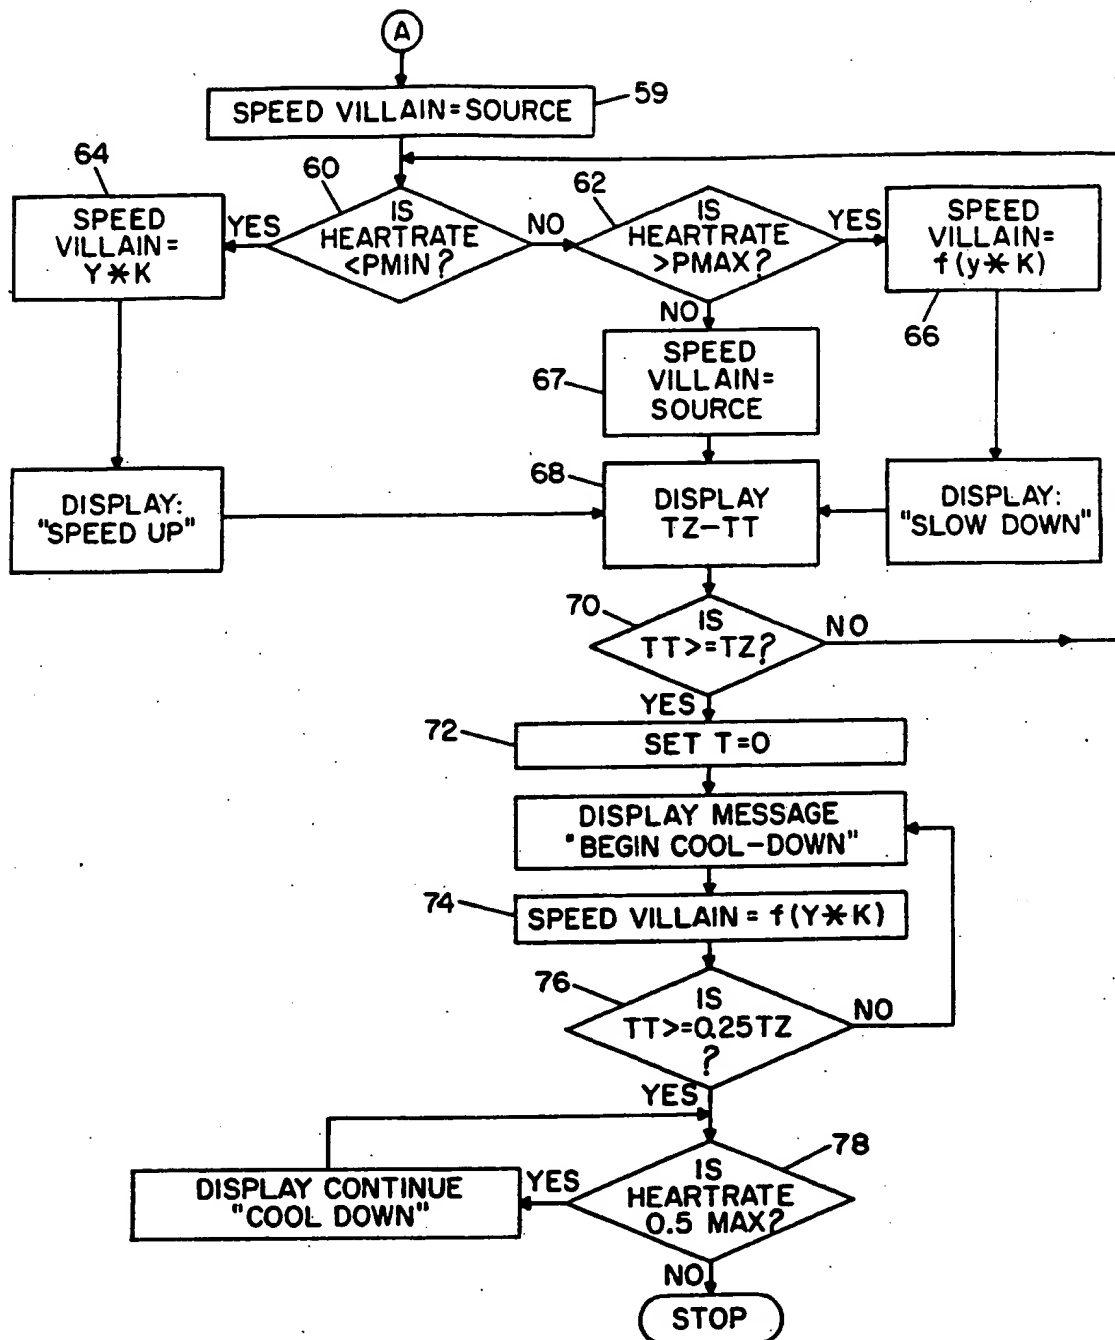 A
SPEED VILLAIN=SOURCE
59
64
60
62
SPEED
VILLAIN=
Y*K
YES
IS
HEARTRATE
<PMIN?
NO
IS
HEARTRATE
>PMAX?
YES
SPEED
VILLAIN=
f(y*K)
66
NO
67
SPEED
VILLAIN=
SOURCE
68
DISPLAY:
"SPEED UP"
DISPLAY
TZ-TT
DISPLAY:
"SLOW DOWN"
70
IS
TT>=TZ?
NO
YES
72
SET T=0
DISPLAY MESSAGE
"BEGIN COOL-DOWN"
74
SPEED VILLAIN = f(Y*K)
76
IS
TT>=0.25TZ
?
NO
YES
78
DISPLAY CONTINUE
"COOL DOWN"
YES
IS
HEARTRATE
0.5 MAX?
NO
STOP